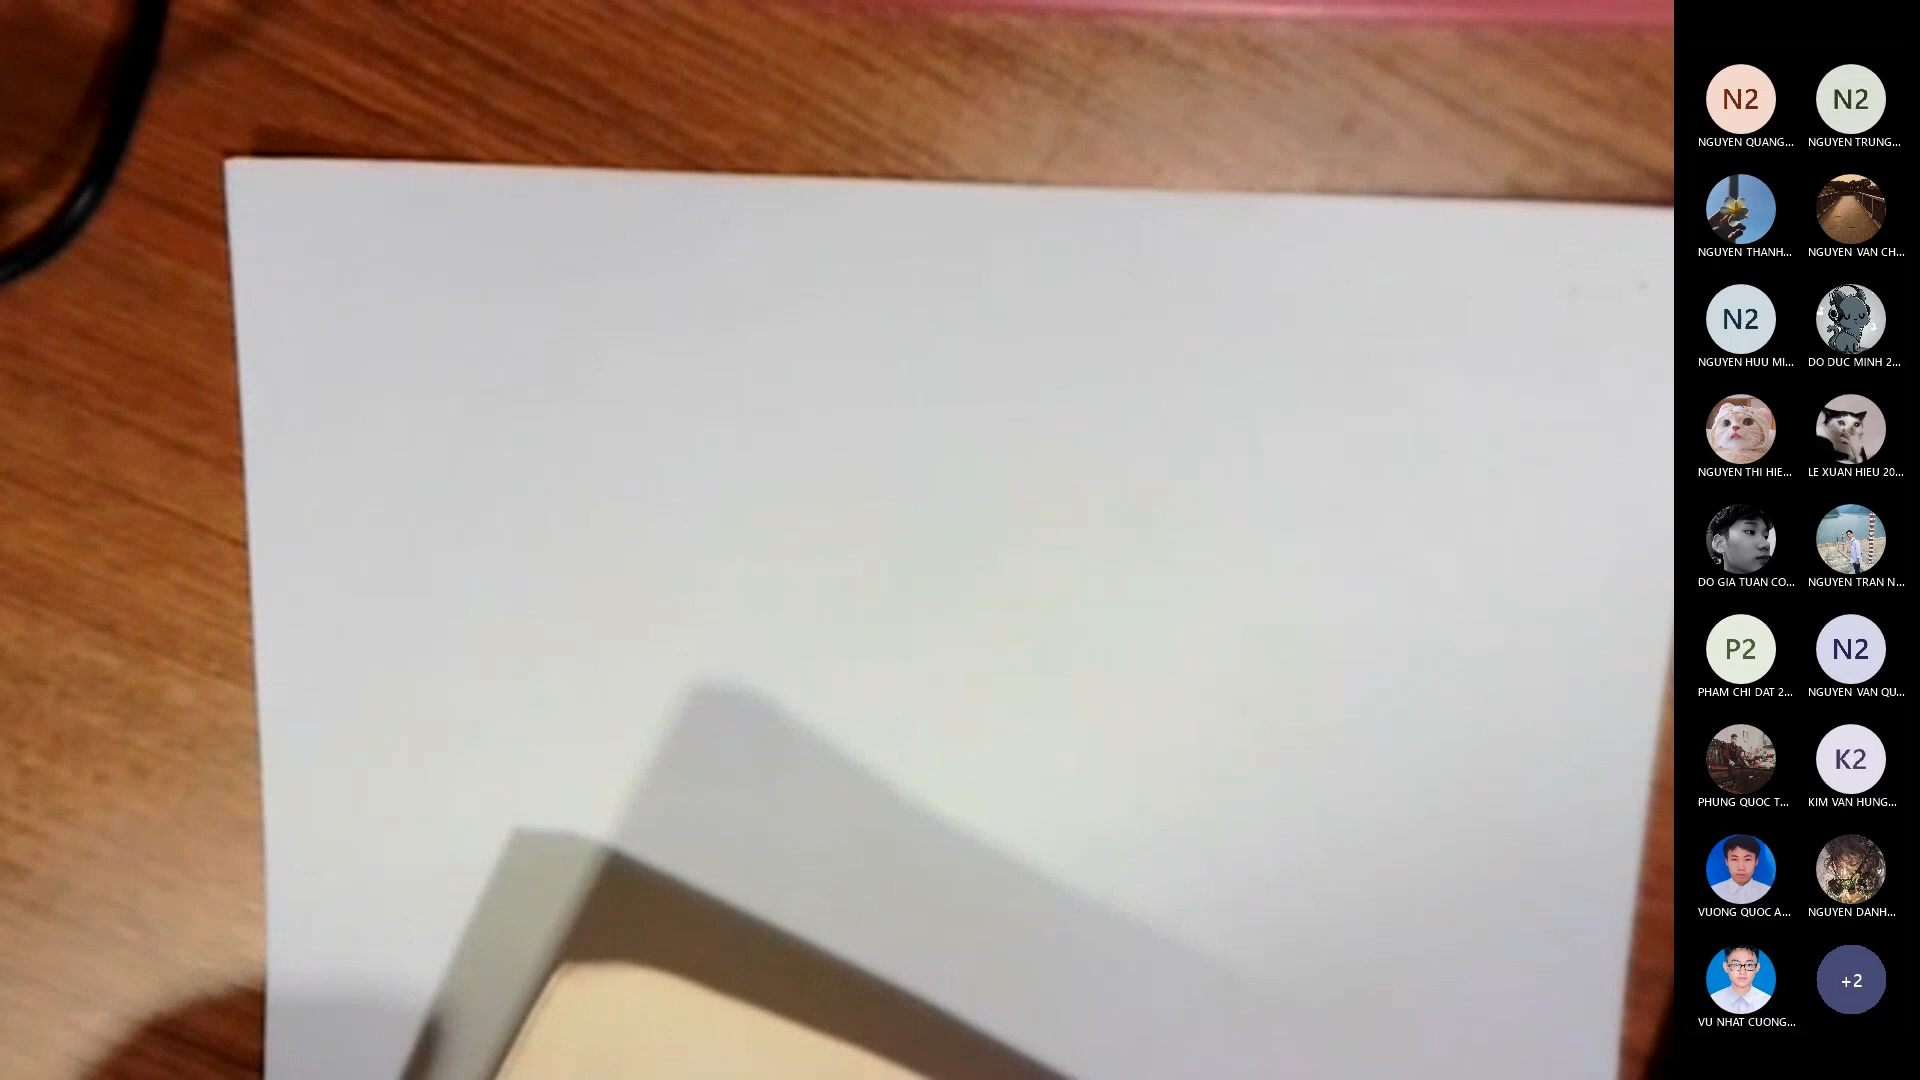 N2 N2
NGUYEN QUANG... NGUYEN TRUNG...
NGUYEN THANH... NGUYEN VAN CH...
N2
NGUYEN HUU MI... DO DUC MINH 2...
NGUYEN THI HIE... LE XUAN HIEU 20...
DO GIA TUAN CO... NGUYEN TRAN N...
P2 N2
PHAM CHI DAT 2... NGUYEN VAN QU...
K2
PHUNG QUOC T... KIM VAN HUNG...
VUONG QUOC A... NGUYEN DANH...
+2
VU NHAT CUONG...